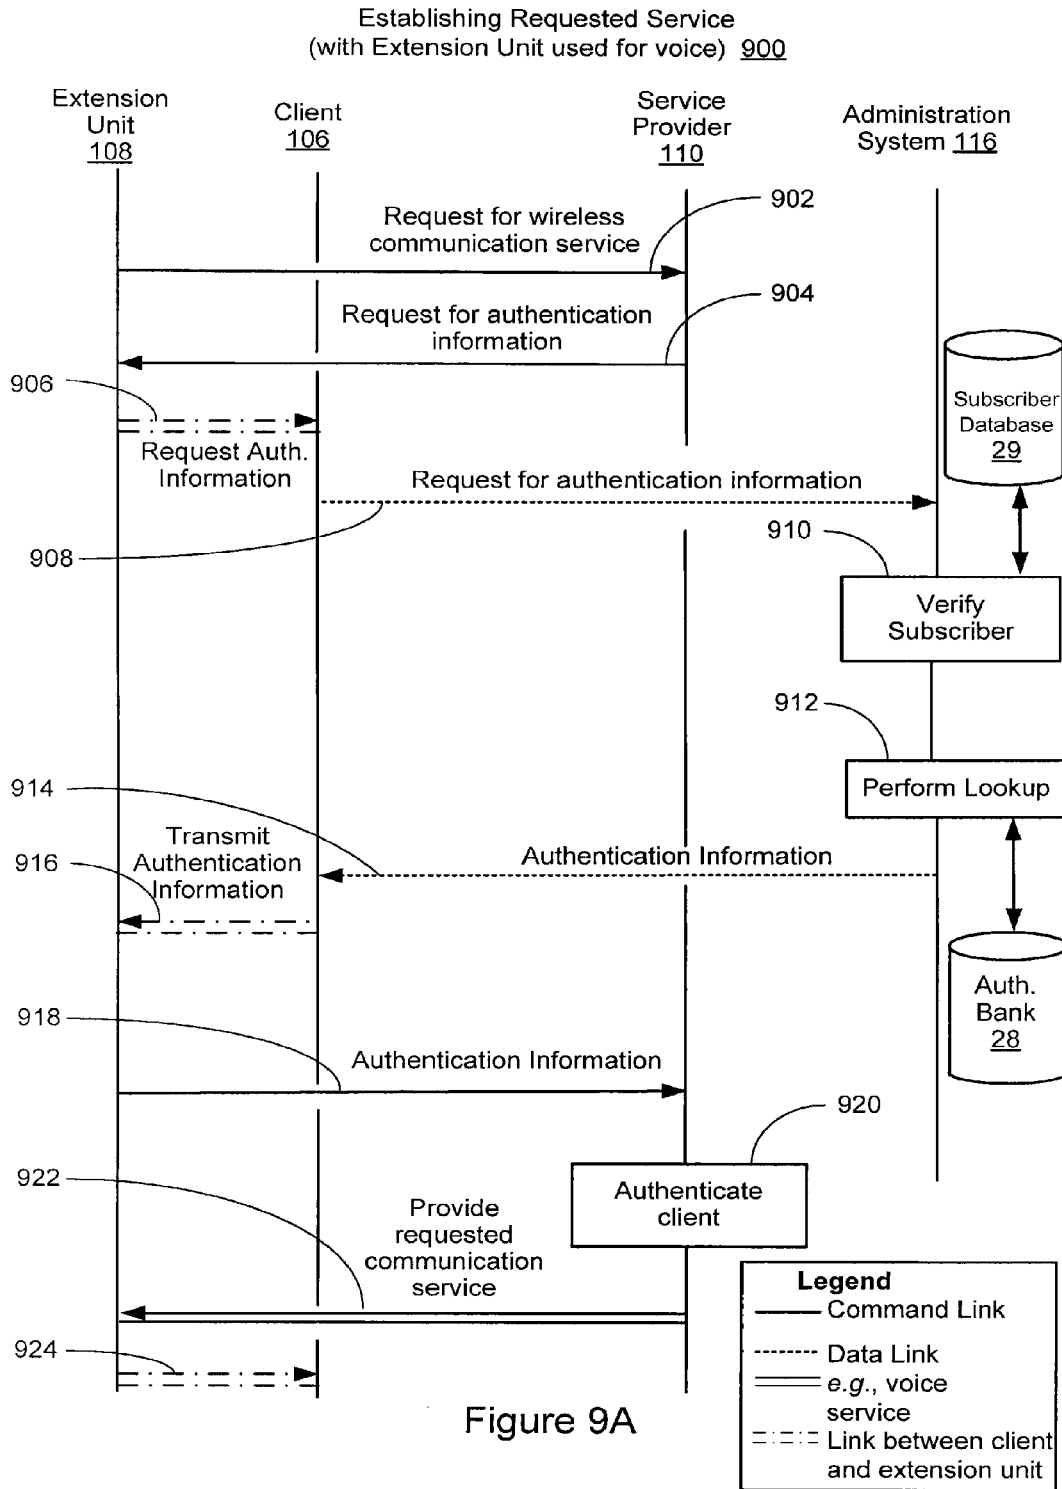 Establishing Requested Service
(with Extension Unit used for voice) 900
Extension
Unit
108
Client
106
Service
Provider
110
Administration
System 116
902
Request for wireless
communication service
904
Request for authentication
information
906
Subscriber
Database
29
Request Auth.
Information
Request for authentication information
908
910
Verify
Subscriber
912
Perform Lookup
914
Transmit
Authentication
Information
916
Authentication Information
Auth.
Bank
28
918
Authentication Information
920
Authenticate
client
922
Provide
requested
communication
service
924
Legend
Command Link
Data Link
e.g., voice
service
Link between client
and extension unit
Figure 9A